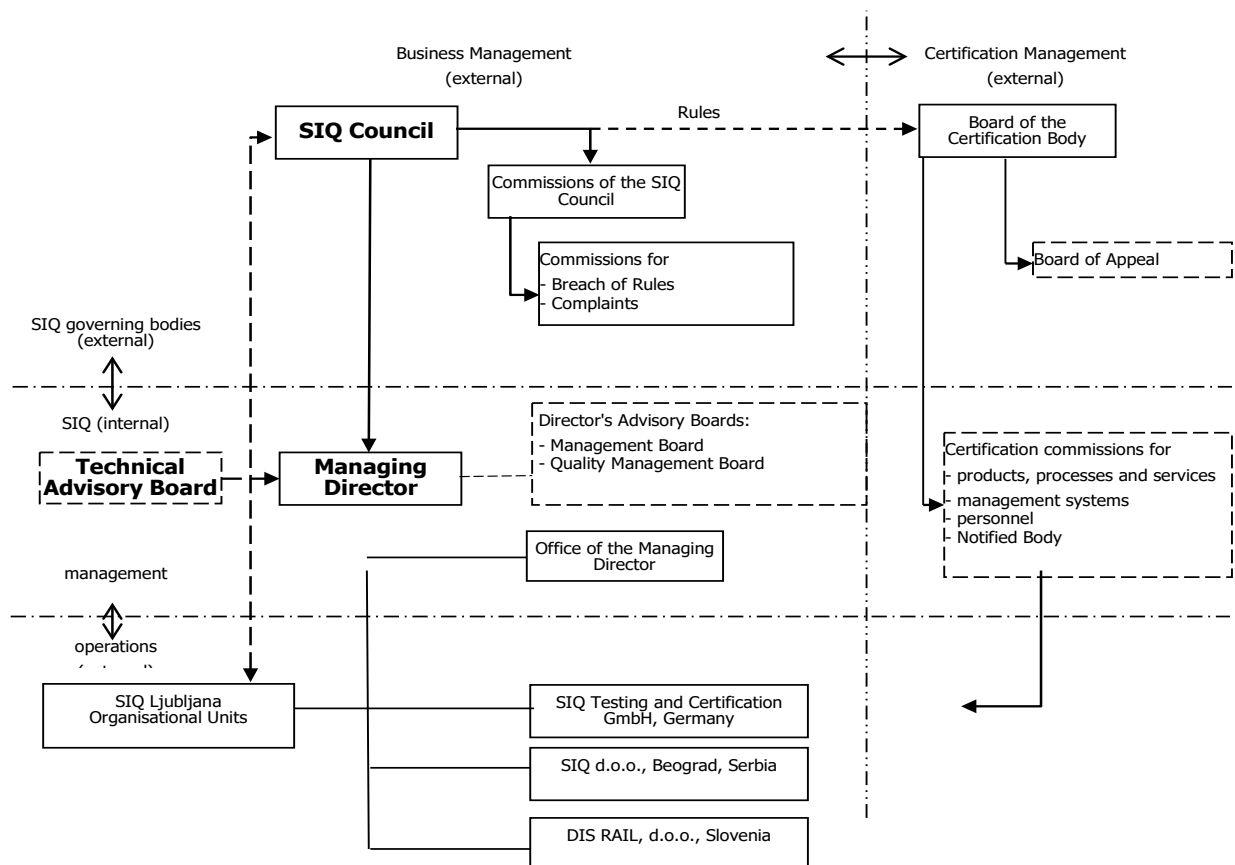 Business Management
(external)
Certification Management
(external)
SIQ Council
Rules
Board of the
Certification Body
Commissions of the SIQ
Council
Commissions for
- Breach of Rules
- Complaints
Board of Appeal
SIQ governing bodies
(external)
SIQ (internal)
Technical
Advisory Board
Managing
Director
Director's Advisory Boards:
- Management Board
- Quality Management Board
Certification commissions for
- products, processes and services
- management systems
- personnel
- Notified Body
Office of the Managing
Director
management
operations
SIQ Ljubljana
Organisational Units
SIQ Testing and Certification
GmbH, Germany
SIQ d.o.o., Beograd, Serbia
DIS RAIL, d.o.o., Slovenia